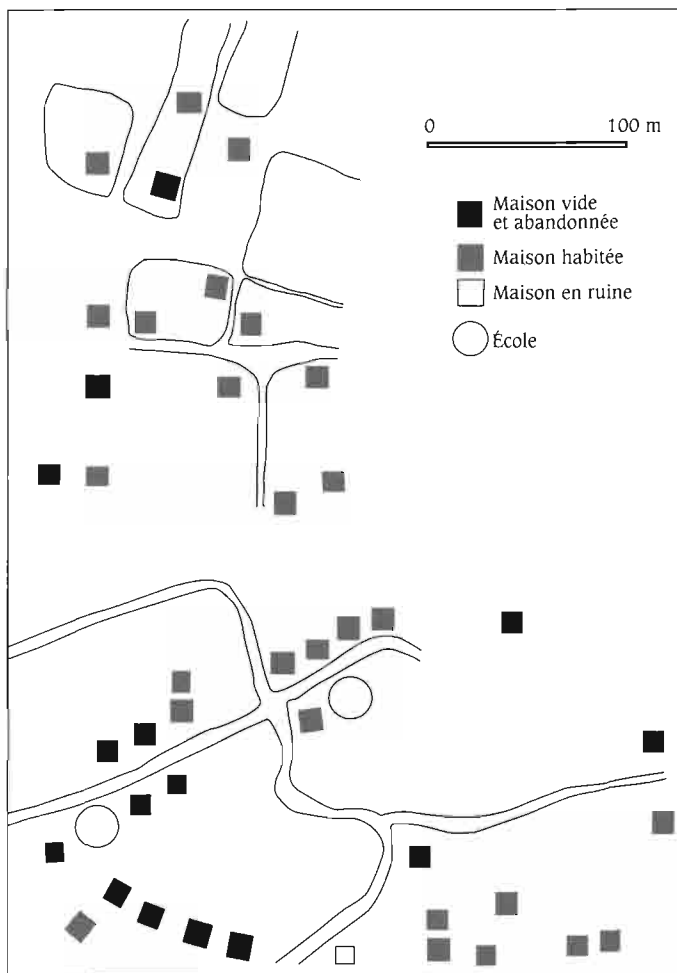 0 100 m
Maison vide
et abandonnée
Maison habitée
Maison en ruine
École